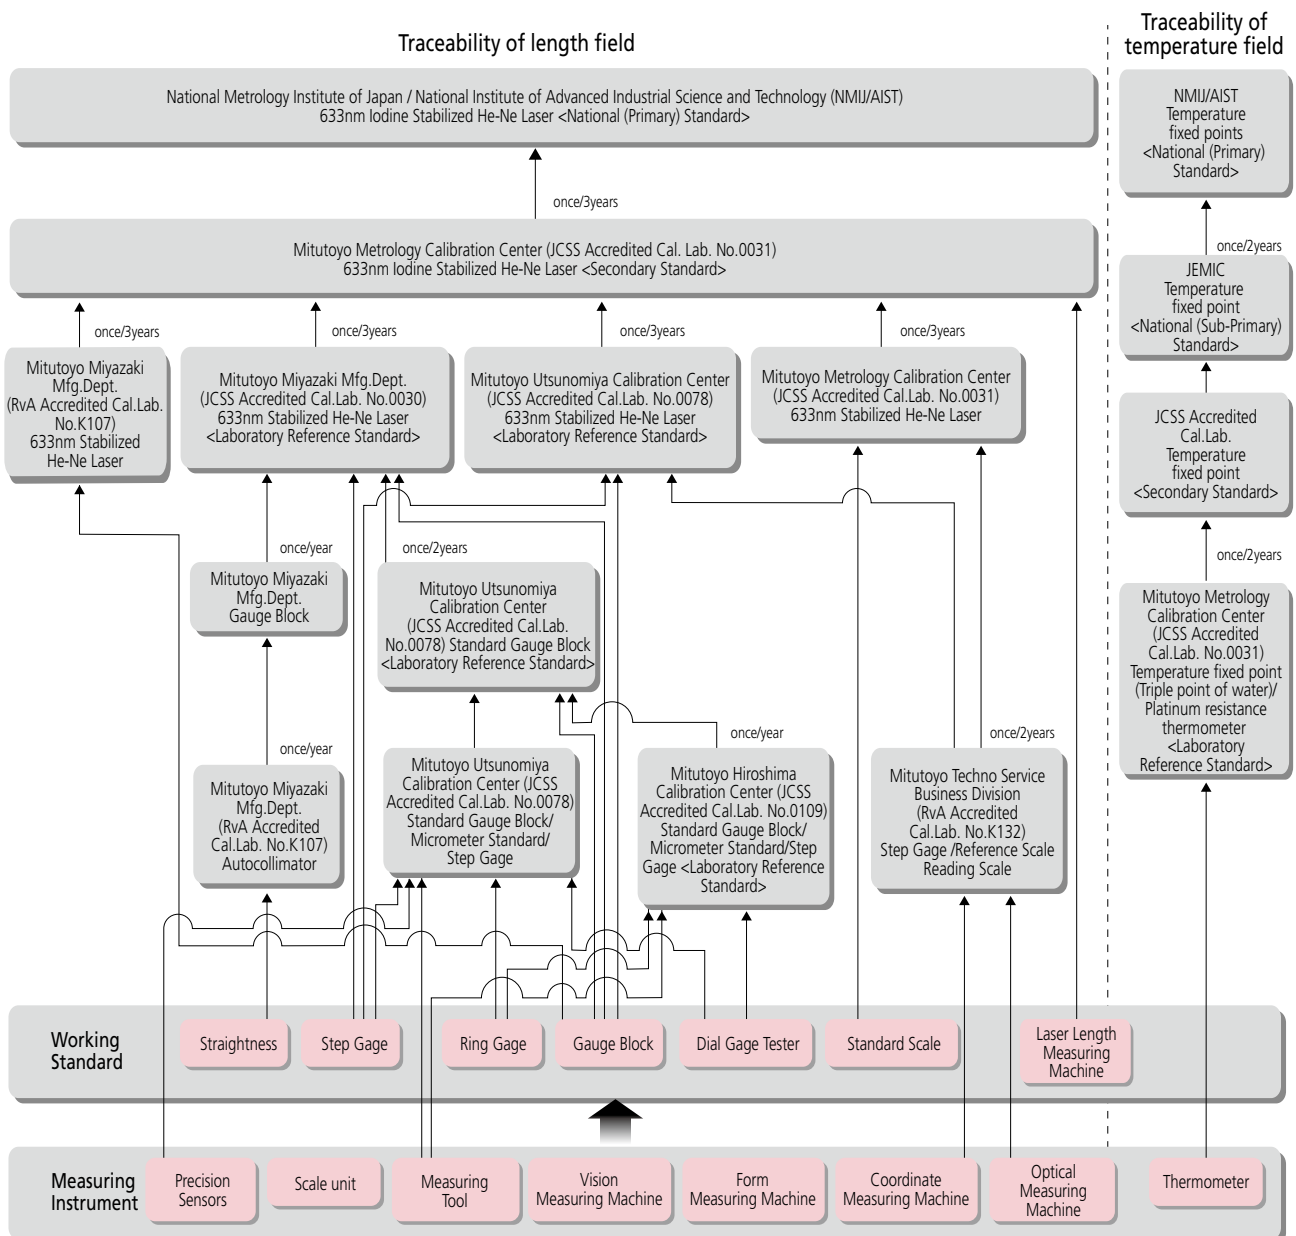 Traceability of length field
Traceability of
temperature field
National Metrology Institute of Japan / National Institute of Advanced Industrial Science and Technology (NMIJ/AIST)
633nm Iodine Stabilized He-Ne Laser <National (Primary) Standard>
NMIJ/AIST
Temperature
fixed points
<National (Primary)
Standard>
once/3years
once/2years
Mitutoyo Metrology Calibration Center (JCSS Accredited Cal. Lab. No.0031)
633nm Iodine Stabilized He-Ne Laser <Secondary Standard>
JEMIC
Temperature
fixed point
<National (Sub-Primary)
Standard>
once/3years
once/3years
once/3years
once/3years
Mitutoyo Miyazaki
Mfg.Dept.
(RvA Accredited Cal.Lab.
No.K107)
633nm Stabilized
He-Ne Laser
Mitutoyo Miyazaki Mfg.Dept.
(JCSS Accredited Cal.Lab. No.0030)
633nm Stabilized He-Ne Laser
<Laboratory Reference Standard>
Mitutoyo Utsunomiya Calibration Center
(JCSS Accredited Cal.Lab. No.0078)
633nm Stabilized He-Ne Laser
<Laboratory Reference Standard>
Mitutoyo Metrology Calibration Center
(JCSS Accredited Cal.Lab. No.0031)
633nm Stabilized He-Ne Laser
JCSS Accredited
Cal.Lab.
Temperature
fixed point
<Secondary Standard>
once/year
once/2years
once/2years
Mitutoyo Miyazaki
Mfg.Dept.
Gauge Block
Mitutoyo Utsunomiya
Calibration Center
(JCSS Accredited Cal.Lab.
No.0078) Standard Gauge Block
<Laboratory Reference Standard>
Mitutoyo Metrology
Calibration Center
(JCSS Accredited
Cal.Lab. No.0031)
Temperature fixed point
(Triple point of water)/
Platinum resistance
thermometer
<Laboratory
Reference Standard>
once/year
once/year
once/2years
Mitutoyo Miyazaki
Mfg.Dept.
(RvA Accredited
Cal.Lab. No.K107)
Autocollimator
Mitutoyo Utsunomiya
Calibration Center (JCSS
Accredited Cal.Lab. No.0078)
Standard Gauge Block/
Micrometer Standard/
Step Gage
Mitutoyo Hiroshima
Calibration Center (JCSS
Accredited Cal.Lab. No.0109)
Standard Gauge Block/
Micrometer Standard/Step
Gage <Laboratory Reference
Standard>
Mitutoyo Techno Service
Business Division
(RvA Accredited
Cal.Lab. No.K132)
Step Gage /Reference Scale
Reading Scale
Working
Standard
Straightness
Step Gage
Ring Gage
Gauge Block
Dial Gage Tester
Standard Scale
Laser Length
Measuring
Machine
Measuring
Instrument
Precision
Sensors
Scale unit
Measuring
Tool
Vision
Measuring Machine
Form
Measuring Machine
Coordinate
Measuring Machine
Optical
Measuring
Machine
Thermometer